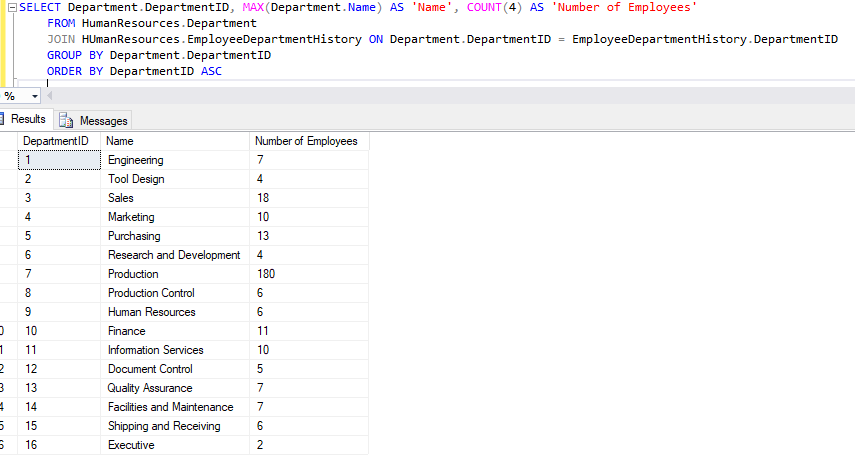 SELECT Department.DepartmentID, MAX(Department.Name) AS 'Name', COUNT(4) AS 'Number of Employees'
FROM HUmanResources.Department
JOIN HUmanResources.EmployeeDepartmentHistory ON Department.DepartmentID = EmployeeDepartmentHistory.DepartmentID
GROUP BY Department.DepartmentID
ORDER BY DepartmentID ASC
%
Results Messages
DepartmentID Name Number of Employees
1 Engineering 7
2 Tool Design 4
3 Sales 18
4 Marketing 10
5 Purchasing 13
6 Research and Development 4
7 Production 180
8 Production Control 6
9 Human Resources 6
0 10 Finance 11
1 11 Information Services 10
2 12 Document Control 5
3 13 Quality Assurance 7
4 14 Facilities and Maintenance 7
5 15 Shipping and Receiving 6
6 16 Executive 2